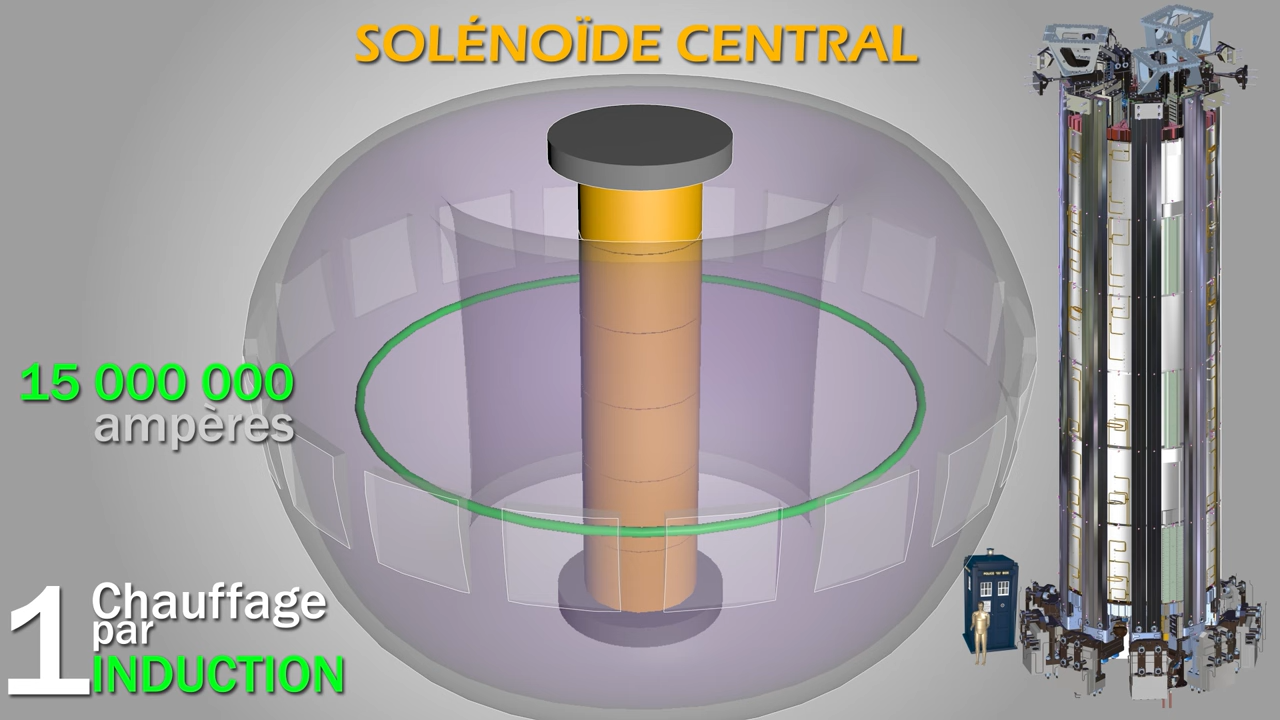 SOLÉNOÏDE CENTRAL
15 000 000
ampères
1 Chauffage
par
INDUCTION